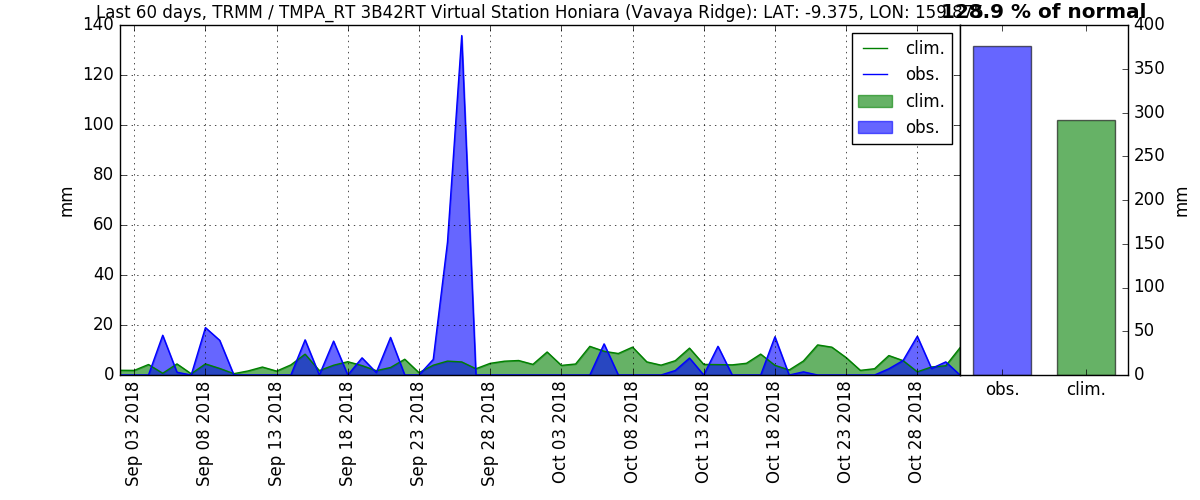 Last 60 days, TRMM / TMPA_RT 3B42RT Virtual Station Honiara (Vavaya Ridge): LAT: -9.375, LON:
128.9 % of normal
140
120
100
80
60
40
20
0
mm
clim.
obs.
clim.
obs.
Sep 03 2018
Sep 08 2018
Sep 13 2018
Sep 18 2018
Sep 23 2018
Sep 28 2018
Oct 03 2018
Oct 08 2018
Oct 13 2018
Oct 18 2018
Oct 23 2018
Oct 28 2018
400
350
300
250
200
150
100
50
0
mm
obs.
clim.